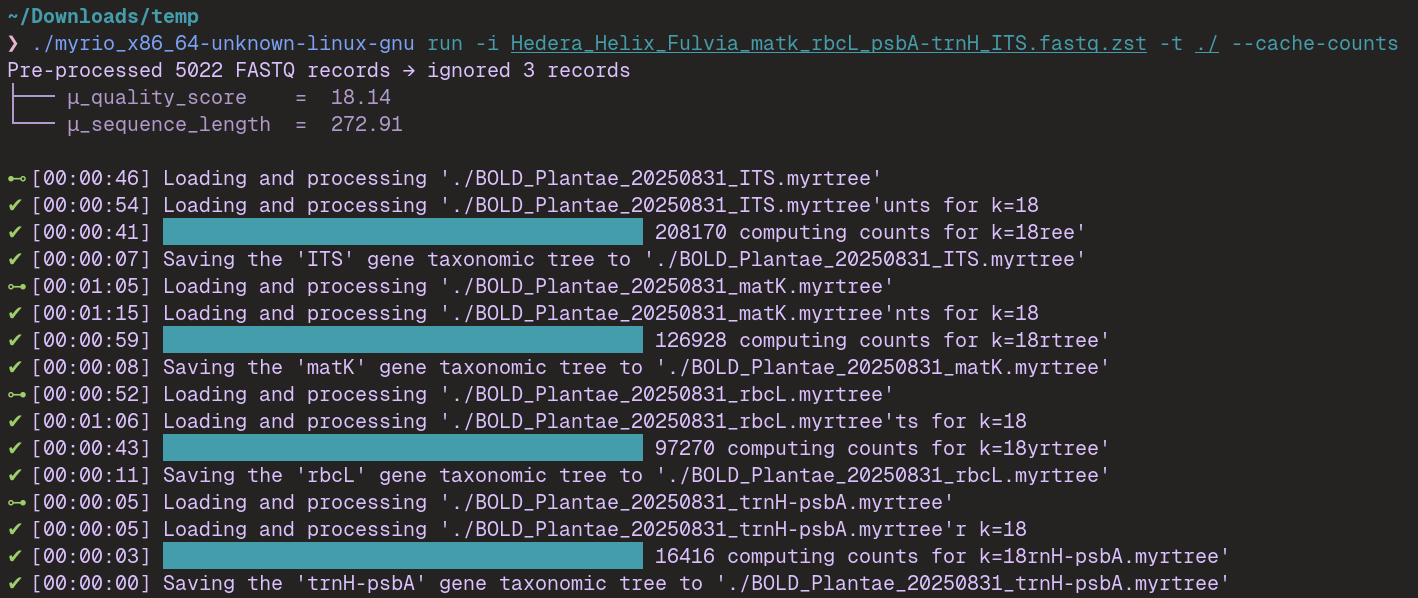 ~/Downloads/temp
❯ ./myrio_x86_64-unknown-linux-gnu run -i Hedera_Helix_Fulvia_matk_rbcL_psbA-trnH_ITS.fastq.zst -t ./ --cache-counts
Pre-processed 5022 FASTQ records → ignored 3 records
├── μ_quality_score    =  18.14
└── μ_sequence_length  =  272.91
⊷ [00:00:46] Loading and processing './BOLD_Plantae_20250831_ITS.myrtree'
✔ [00:00:54] Loading and processing './BOLD_Plantae_20250831_ITS.myrtree'unts for k=18
✔ [00:00:41] 208170 computing counts for k=18ree'
✔ [00:00:07] Saving the 'ITS' gene taxonomic tree to './BOLD_Plantae_20250831_ITS.myrtree'
⊶ [00:01:05] Loading and processing './BOLD_Plantae_20250831_matK.myrtree'
✔ [00:01:15] Loading and processing './BOLD_Plantae_20250831_matK.myrtree'nts for k=18
✔ [00:00:59] 126928 computing counts for k=18rtree'
✔ [00:00:08] Saving the 'matK' gene taxonomic tree to './BOLD_Plantae_20250831_matK.myrtree'
⊶ [00:00:52] Loading and processing './BOLD_Plantae_20250831_rbcL.myrtree'
✔ [00:01:06] Loading and processing './BOLD_Plantae_20250831_rbcL.myrtree'ts for k=18
✔ [00:00:43] 97270 computing counts for k=18yrtree'
✔ [00:00:11] Saving the 'rbcL' gene taxonomic tree to './BOLD_Plantae_20250831_rbcL.myrtree'
⊶ [00:00:05] Loading and processing './BOLD_Plantae_20250831_trnH-psbA.myrtree'
✔ [00:00:05] Loading and processing './BOLD_Plantae_20250831_trnH-psbA.myrtree'r k=18
✔ [00:00:03] 16416 computing counts for k=18rnH-psbA.myrtree'
✔ [00:00:00] Saving the 'trnH-psbA' gene taxonomic tree to './BOLD_Plantae_20250831_trnH-psbA.myrtree'